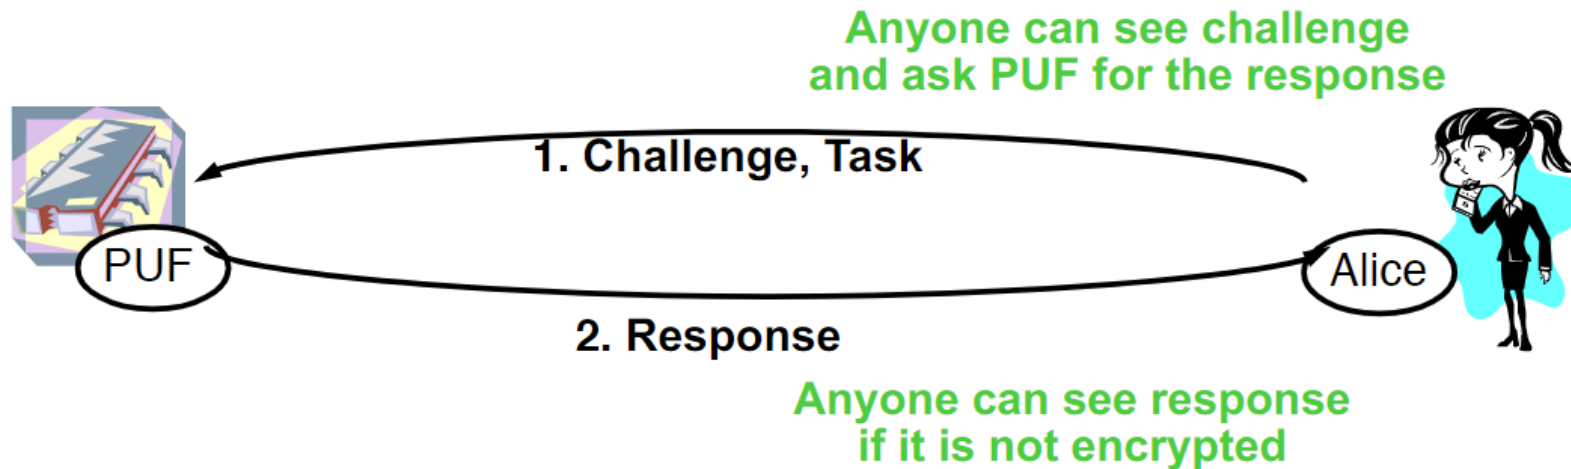 Anyone can see challenge
and ask PUF for the response
1. Challenge, Task
PUF
Alice
2. Response
Anyone can see response
if it is not encrypted